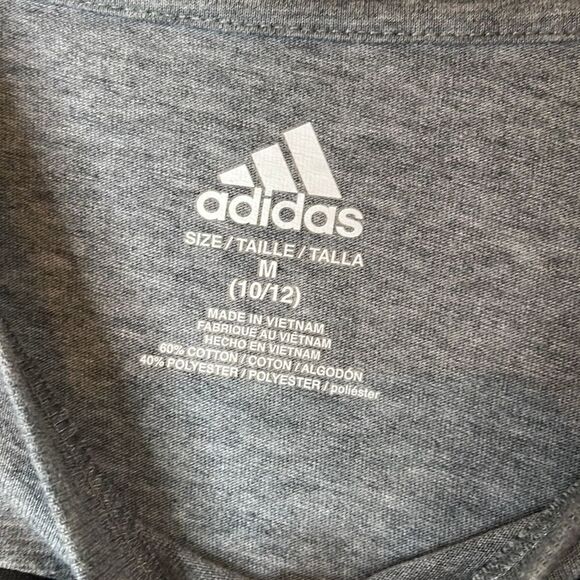 adidas
SIZE / TAILLE / TALLA
M
(10/12)
MADE IN VIETNAM
FABRIQUE AU VIETNAM
HECHO EN VIETNAM
60% COTTON / COTON / ALGODÓN
40% POLYESTER / POLYESTER / poliéster